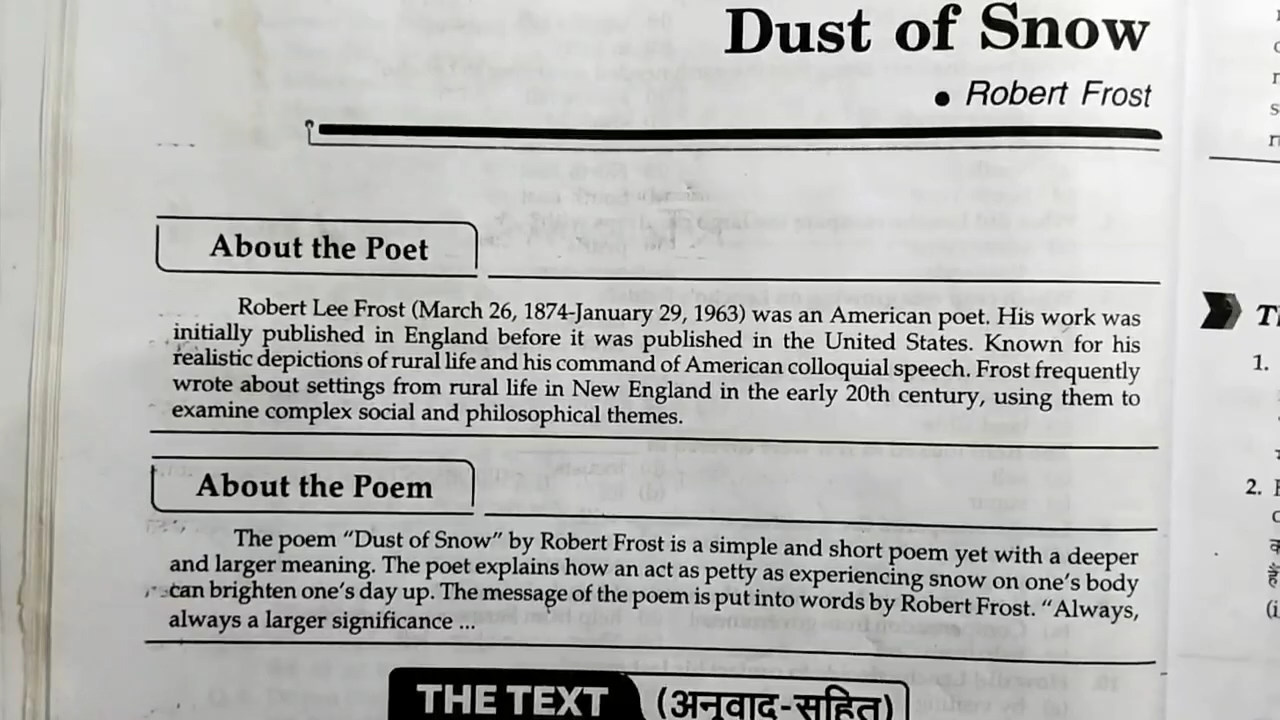 Dust of Snow
• Robert Frost
About the Poet
Robert Lee Frost (March 26, 1874-January 29, 1963) was an American poet. His work was
initially published in England before it was published in the United States. Known for his
realistic depictions of rural life and his command of American colloquial speech. Frost frequently
wrote about settings from rural life in New England in the early 20th century, using them to
examine complex social and philosophical themes.
About the Poem
The poem “Dust of Snow” by Robert Frost is a simple and short poem yet with a deeper
and larger meaning. The poet explains how an act as petty as experiencing snow on one’s body
can brighten one’s day up. The message of the poem is put into words by Robert Frost. “Always,
always a larger significance ...
THE TEXT (अनुवाद-सहित)
1.
2.